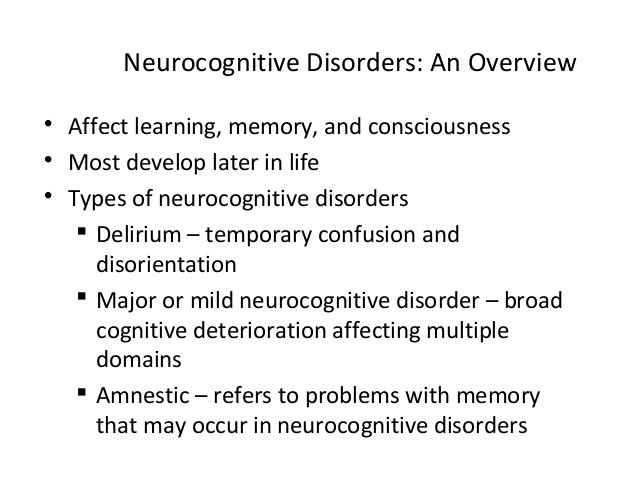 Neurocognitive Disorders: An Overview
• Affect learning, memory, and consciousness
• Most develop later in life
• Types of neurocognitive disorders
▪ Delirium – temporary confusion and
disorientation
▪ Major or mild neurocognitive disorder – broad
cognitive deterioration affecting multiple
domains
▪ Amnestic – refers to problems with memory
that may occur in neurocognitive disorders